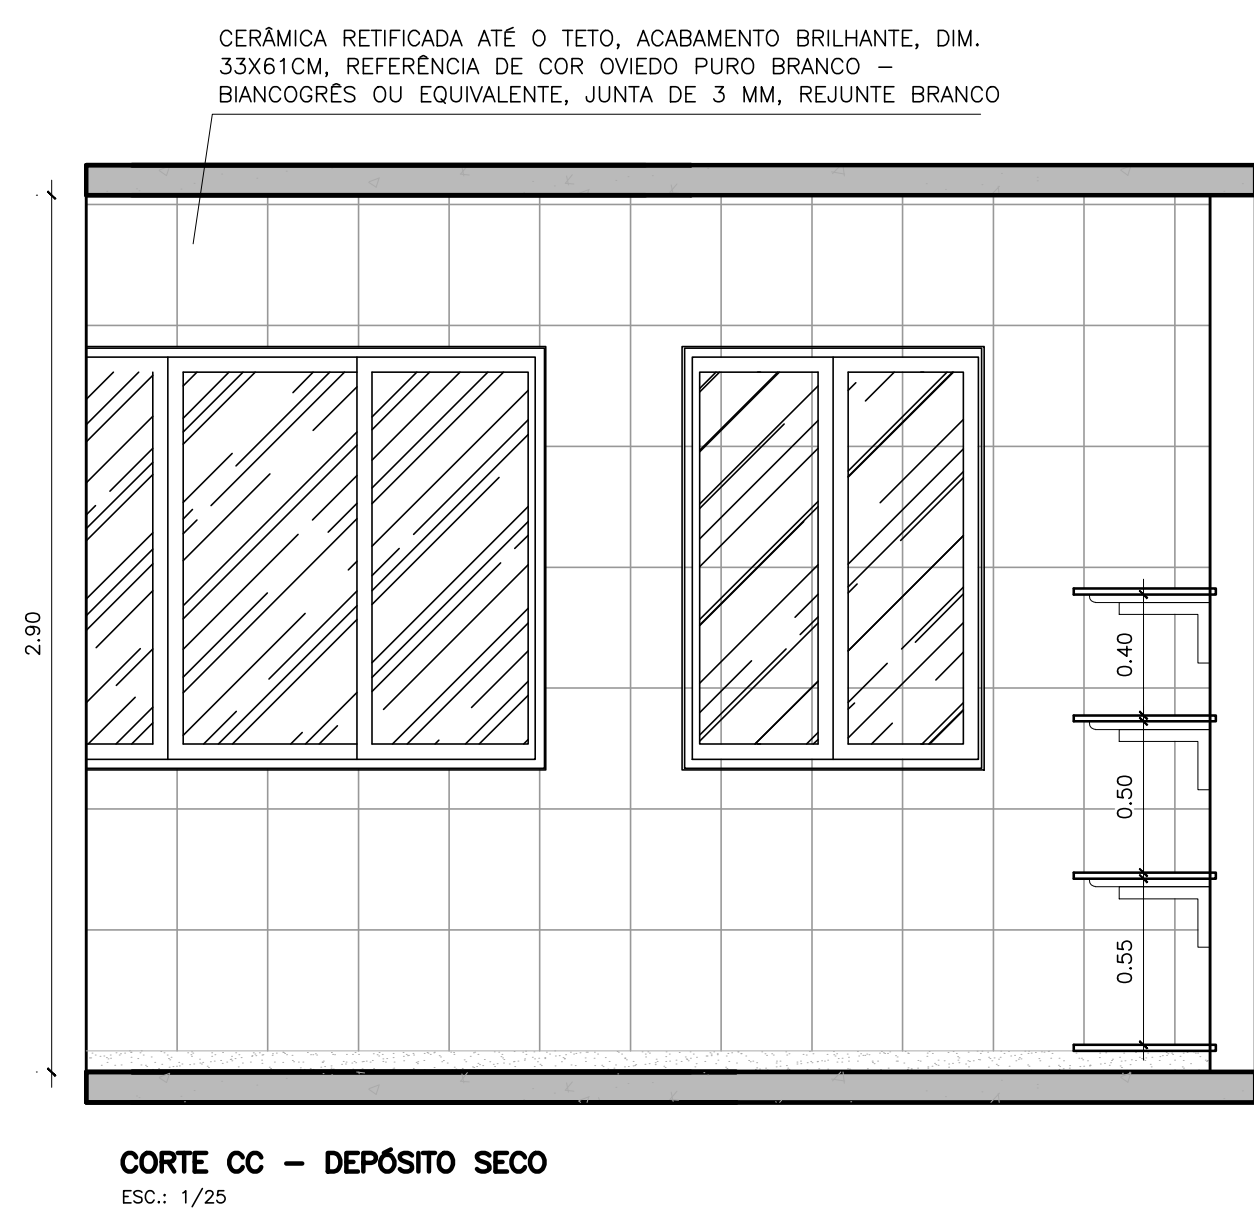 CERÂMICA RETIFICADA ATÉ O TETO, ACABAMENTO BRILHANTE, DIM.
33X61CM, REFERÊNCIA DE COR OVIEDO PURO BRANCO –
BIANCOGRÊS OU EQUIVALENTE, JUNTA DE 3 MM, REJUNTE BRANCO
2.90
0.40
0.50
0.55
CORTE CC – DEPÓSITO SECO
ESC.: 1/25